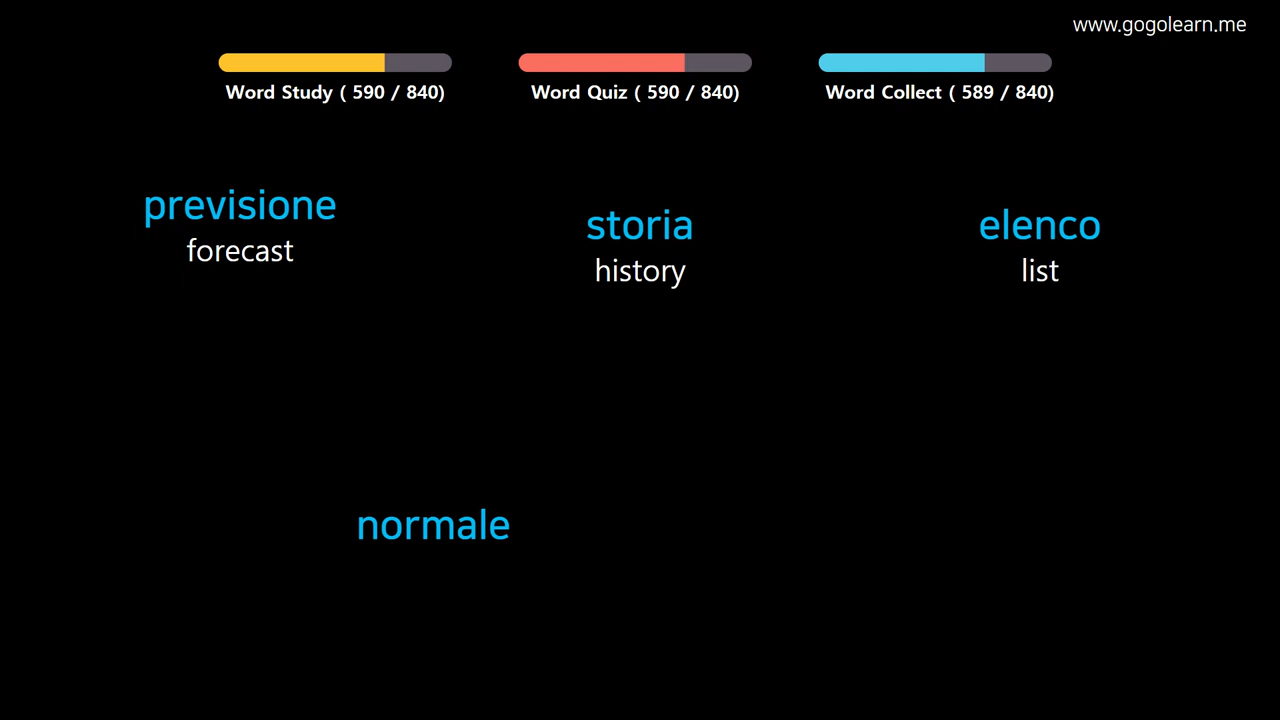 www.gogolearn.me
Word Study ( 590 / 840)
Word Quiz ( 590 / 840)
Word Collect ( 589 / 840)
previsione
forecast
storia
history
elenco
list
normale